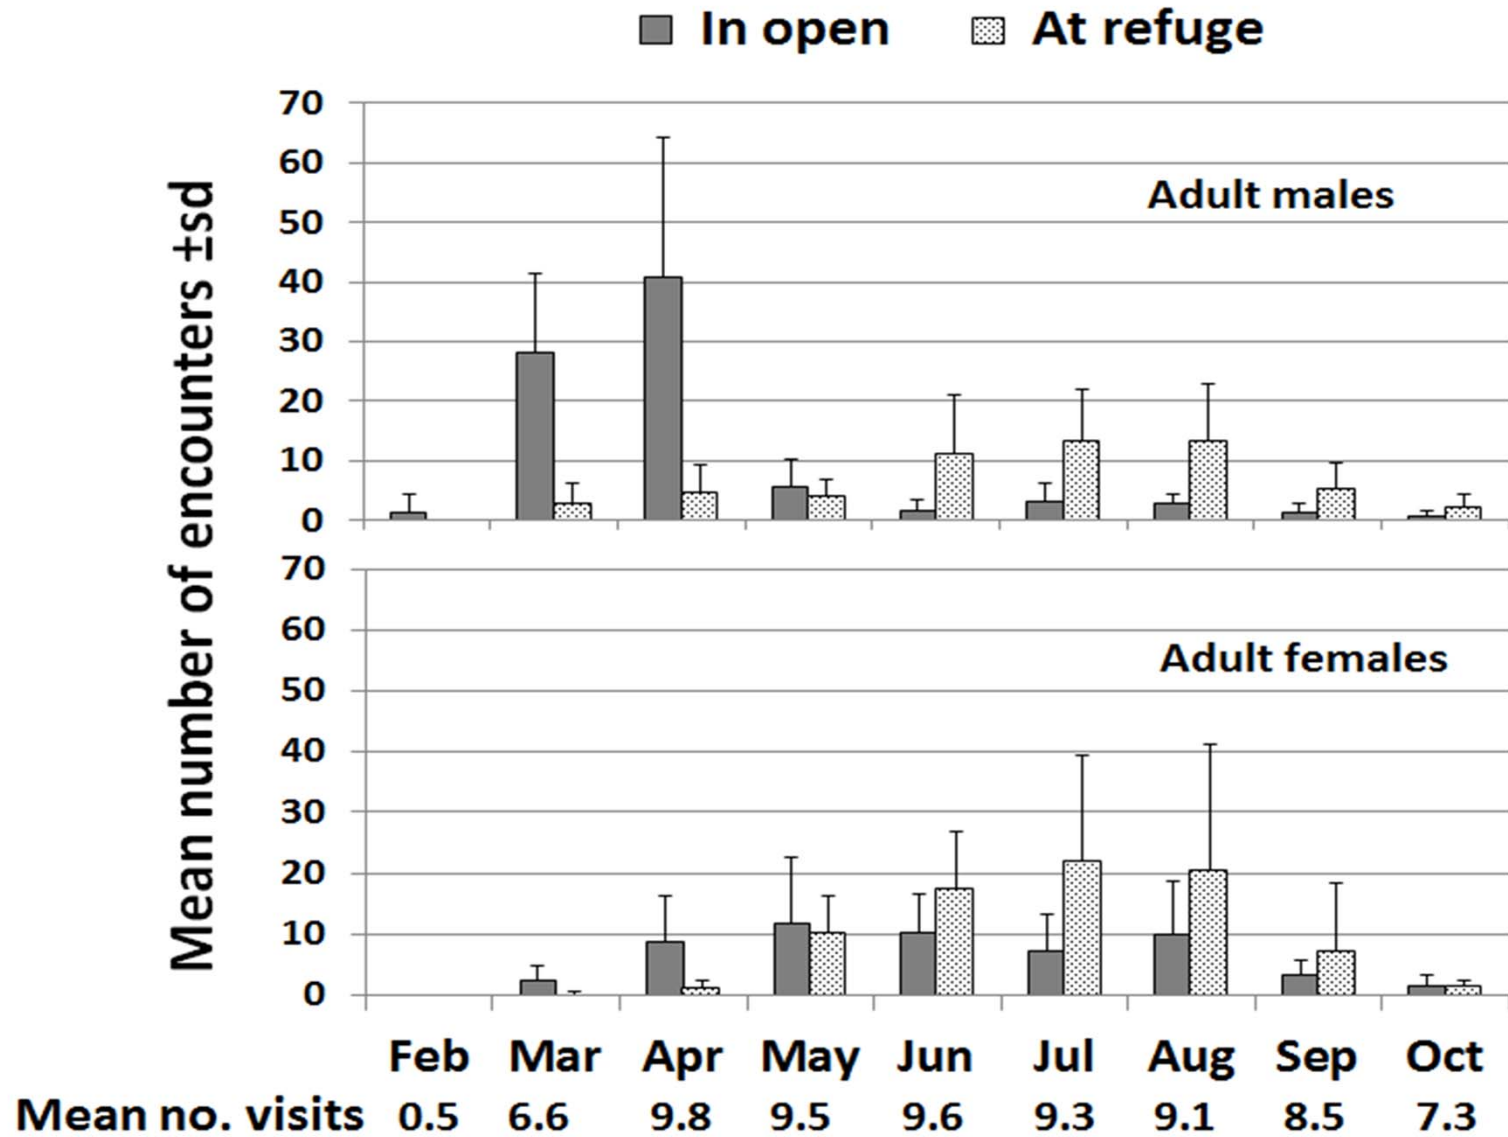 In open At refuge
Mean number of encounters ±sd
70
60
50
40
30
20
10
0
Adult males
70
60
50
40
30
20
10
0
Adult females
Feb Mar Apr May Jun Jul Aug Sep Oct
Mean no. visits 0.5 6.6 9.8 9.5 9.6 9.3 9.1 8.5 7.3